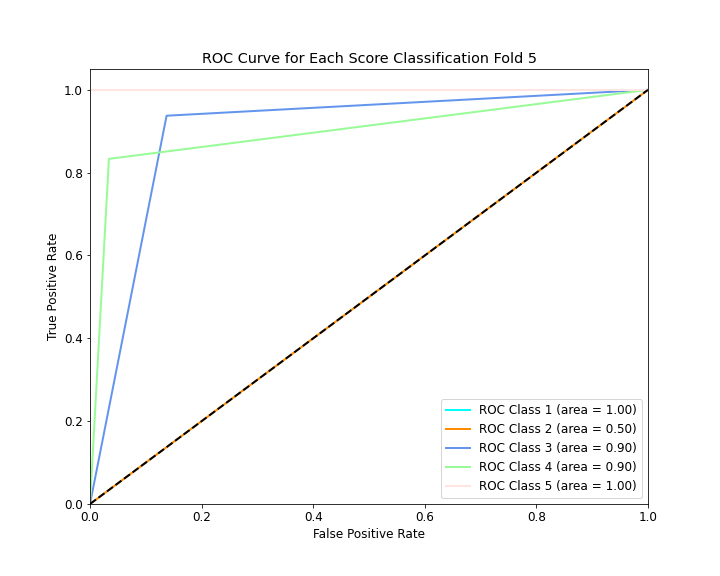 ROC Curve for Each Score Classification Fold 5
True Positive Rate
1.0
0.8
0.6
0.4
0.2
0.0
ROC Class 1 (area = 1.00)
ROC Class 2 (area = 0.50)
ROC Class 3 (area = 0.90)
ROC Class 4 (area = 0.90)
ROC Class 5 (area = 1.00)
0.0 0.2 0.4 0.6 0.8 1.0
False Positive Rate